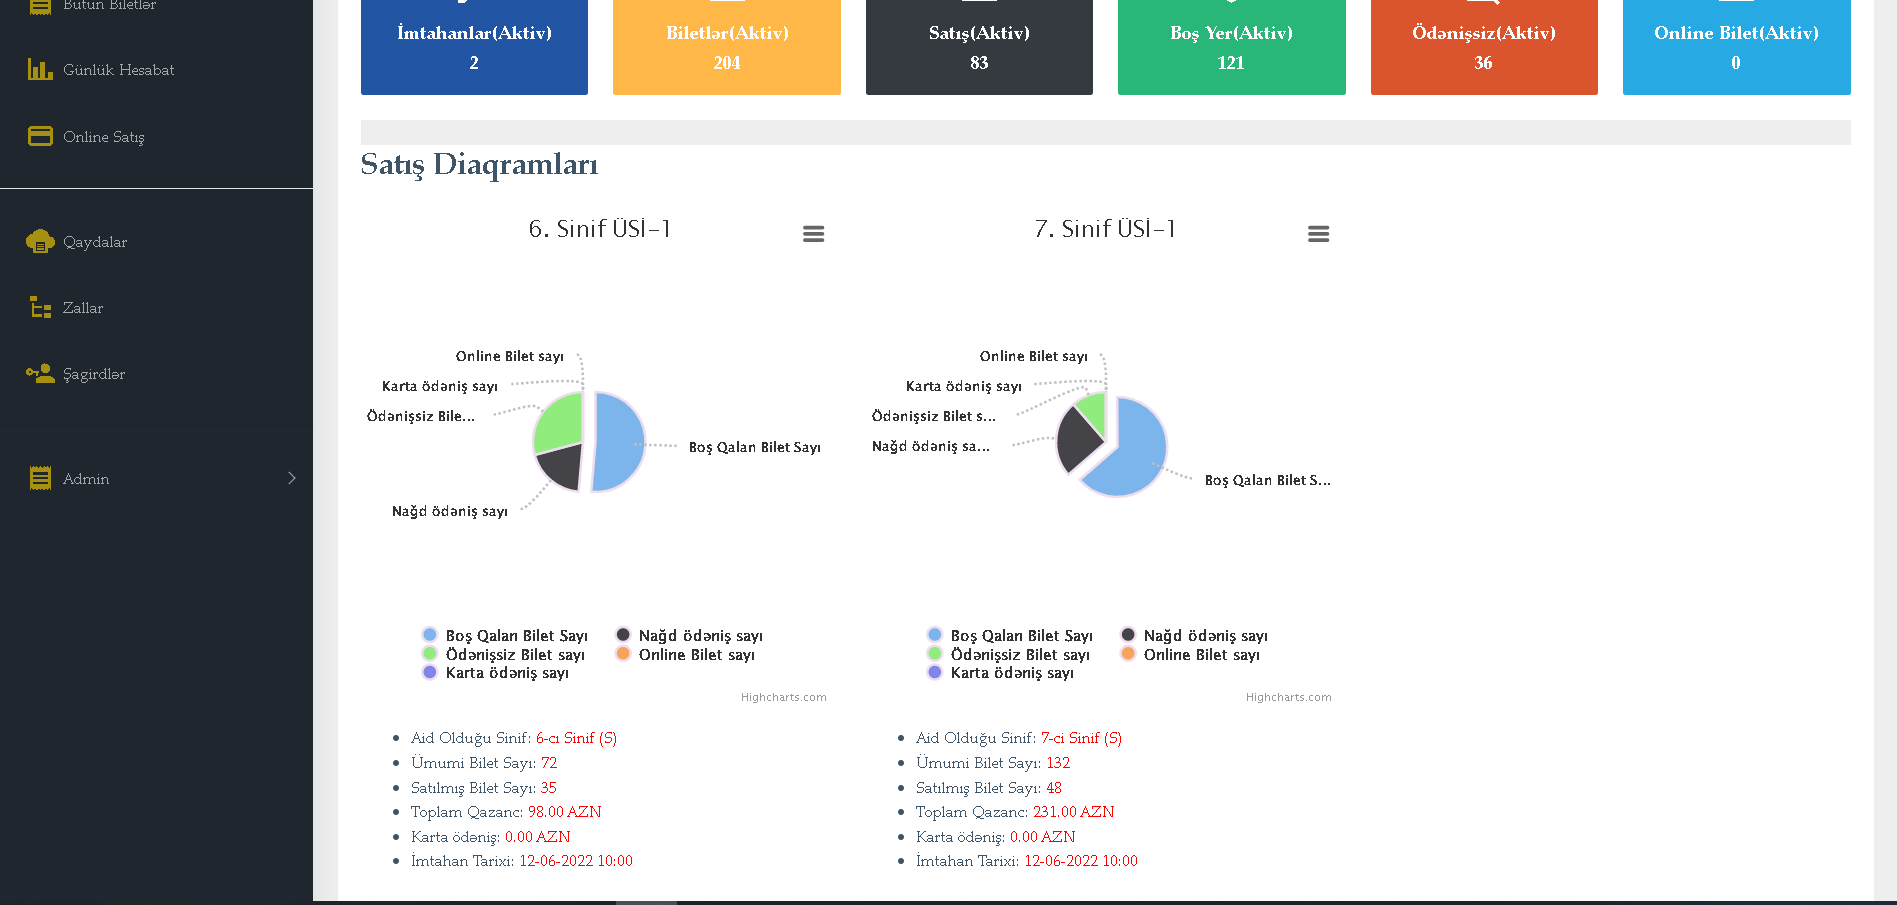 Bütün Biletlər
Günlük Hesabat
Online Satış
Qaydalar
Zallar
Şagirdlər
Admin
İmtahanlar(Aktiv)
2
Biletlər(Aktiv)
204
Satış(Aktiv)
83
Boş Yer(Aktiv)
121
Ödənişsiz(Aktiv)
36
Online Bilet(Aktiv)
0
Satış Diaqramları
6. Sinif ÜSİ-1
Online Bilet sayı
Karta ödəniş sayı
Ödənişsiz Bile...
Boş Qalan Bilet Sayı
Nağd ödəniş sayı
Boş Qalan Bilet Sayı
Nağd ödəniş sayı
Ödənişsiz Bilet sayı
Online Bilet sayı
Karta ödəniş sayı
Highcharts.com
Aid Olduğu Sinif: 6-cı Sinif (S)
Ümumi Bilet Sayı: 72
Satılmış Bilet Sayı: 35
Toplam Qazanc: 98.00 AZN
Karta ödəniş: 0.00 AZN
İmtahan Tarixi: 12-06-2022 10:00
7. Sinif ÜSİ-1
Online Bilet sayı
Karta ödəniş sayı
Ödənişsiz Bilet s...
Nağd ödəniş sa...
Boş Qalan Bilet S...
Boş Qalan Bilet Sayı
Nağd ödəniş sayı
Ödənişsiz Bilet sayı
Online Bilet sayı
Karta ödəniş sayı
Highcharts.com
Aid Olduğu Sinif: 7-ci Sinif (S)
Ümumi Bilet Sayı: 132
Satılmış Bilet Sayı: 48
Toplam Qazanc: 231.00 AZN
Karta ödəniş: 0.00 AZN
İmtahan Tarixi: 12-06-2022 10:00